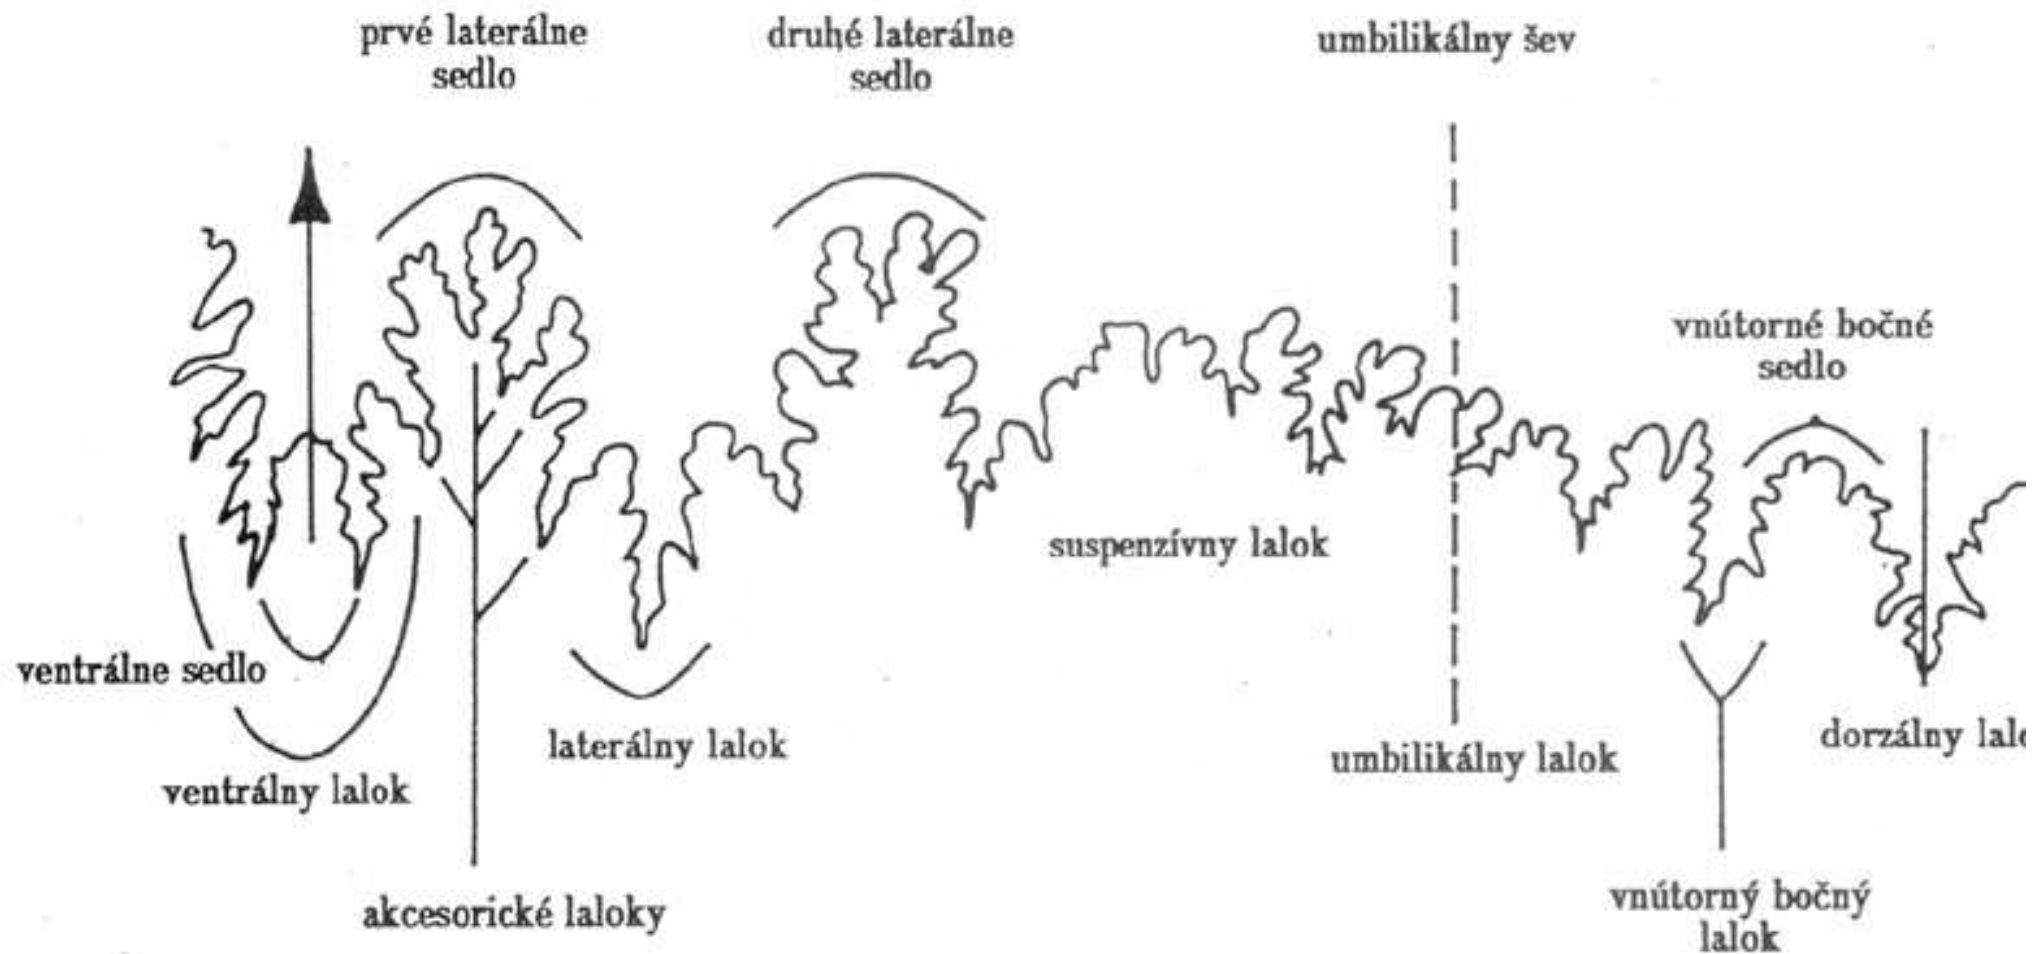 prvé laterálne
sedlo
druhé laterálne
sedlo
umbilikálny šev
vnútorné bočné
sedlo
suspenzívny lalok
ventrálne sedlo
laterálny lalok
umbilikálny lalok
dorzálny
ventrálny lalok
akcesorické laloky
vnútorný bočný
lalok